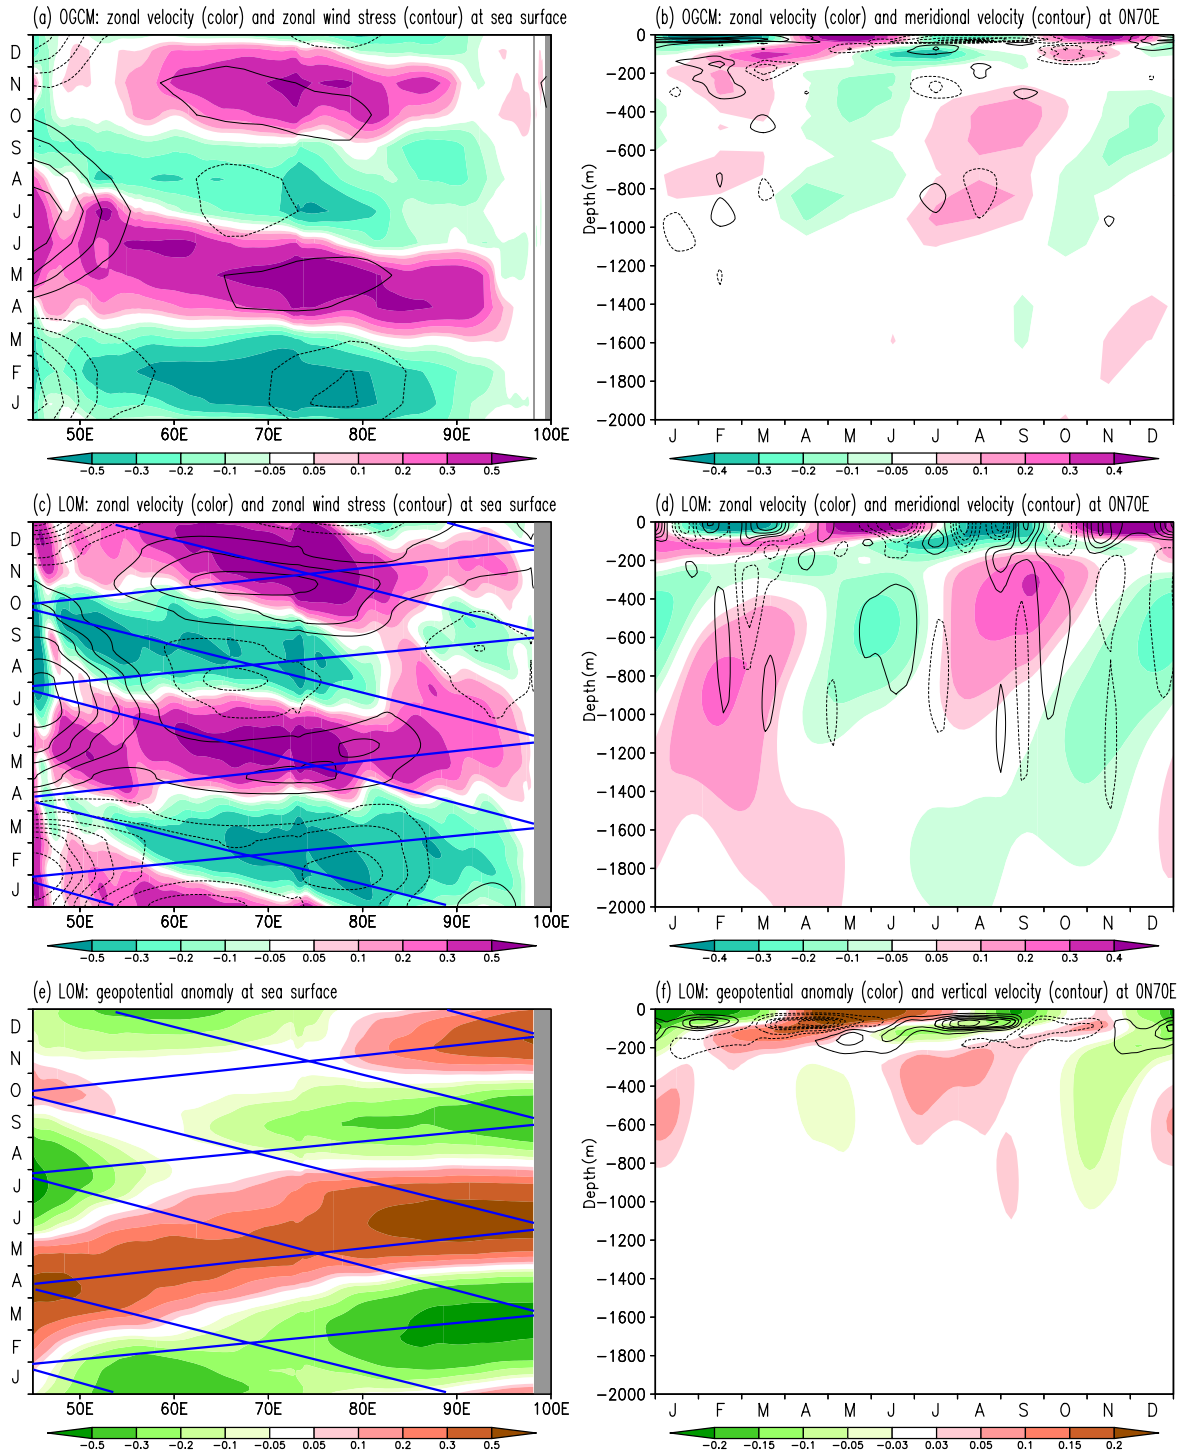 (a) OGCM: zonal velocity (color) and zonal wind stress (contour) at sea surface
D
N
O
S
A
J
J
M
A
M
F
J
50E 60E 70E 80E 90E 100E
-0.5 -0.3 -0.2 -0.1 -0.05 0.05 0.1 0.2 0.3 0.5
(b) OGCM: zonal velocity (color) and meridional velocity (contour) at 0N70E
Depth(m)
0
-200
-400
-600
-800
-1000
-1200
-1400
-1600
-1800
-2000
J F M A M J J A S O N D
-0.4 -0.3 -0.2 -0.1 -0.05 0.05 0.1 0.2 0.3 0.4
(c) LOM: zonal velocity (color) and zonal wind stress (contour) at sea surface
D
N
O
S
A
J
J
M
A
M
F
J
50E 60E 70E 80E 90E 100E
-0.5 -0.3 -0.2 -0.1 -0.05 0.05 0.1 0.2 0.3 0.5
(d) LOM: zonal velocity (color) and meridional velocity (contour) at 0N70E
Depth(m)
0
-200
-400
-600
-800
-1000
-1200
-1400
-1600
-1800
-2000
J F M A M J J A S O N D
-0.4 -0.3 -0.2 -0.1 -0.05 0.05 0.1 0.2 0.3 0.4
(e) LOM: geopotential anomaly at sea surface
D
N
O
S
A
J
J
M
A
M
F
J
50E 60E 70E 80E 90E 100E
-0.5 -0.3 -0.2 -0.1 -0.05 0.05 0.1 0.2 0.3 0.5
(f) LOM: geopotential anomaly (color) and vertical velocity (contour) at 0N70E
Depth(m)
0
-200
-400
-600
-800
-1000
-1200
-1400
-1600
-1800
-2000
J F M A M J J A S O N D
-0.2 -0.15 -0.1 -0.05 -0.03 0.03 0.05 0.1 0.15 0.2